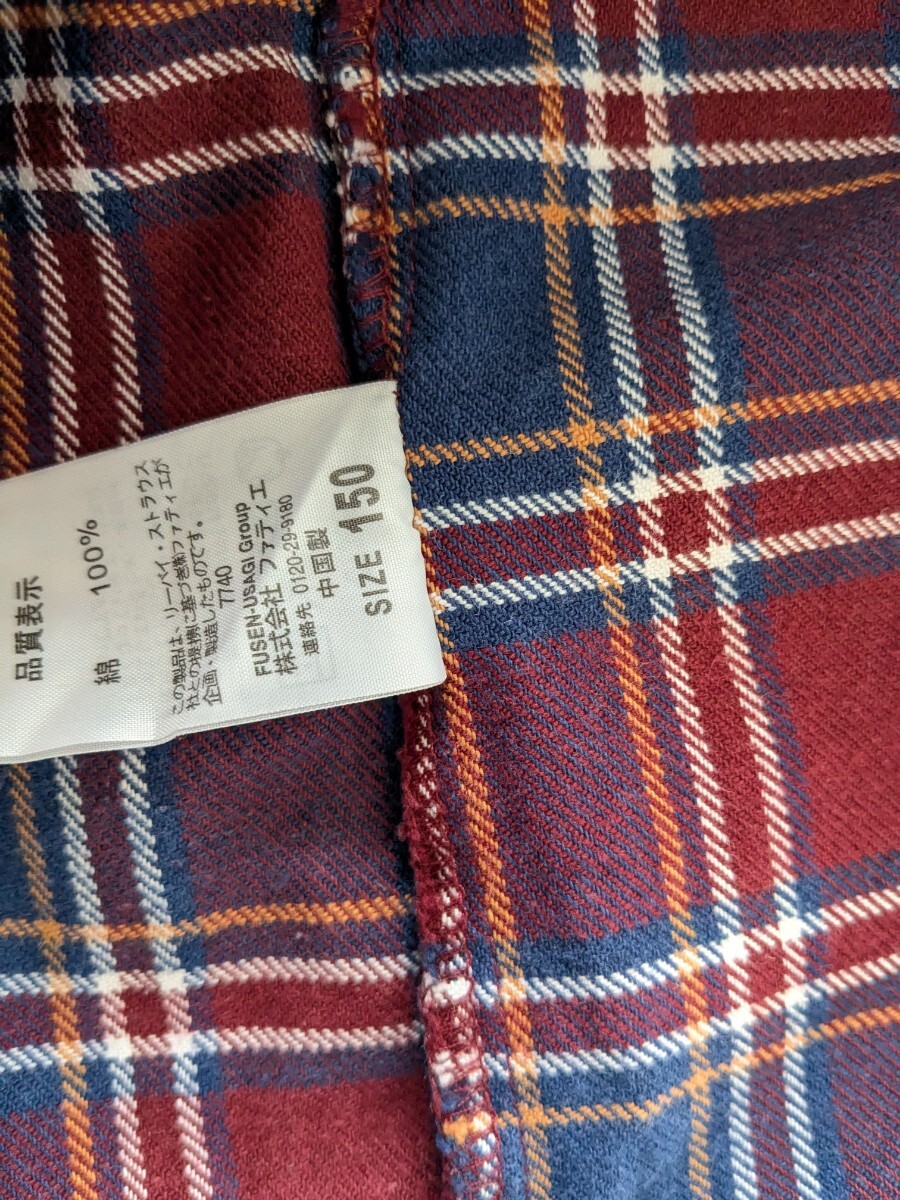 品質表示
綿 100%
この製品は、リーバイ・ストラウス
社との提携に基づき㈱ファティエが
企画・製造したものです。
7740
FUSEN-USAGI Group
株式会社 ファティエ
連絡先 0120-29-9180
中国製
SIZE 150